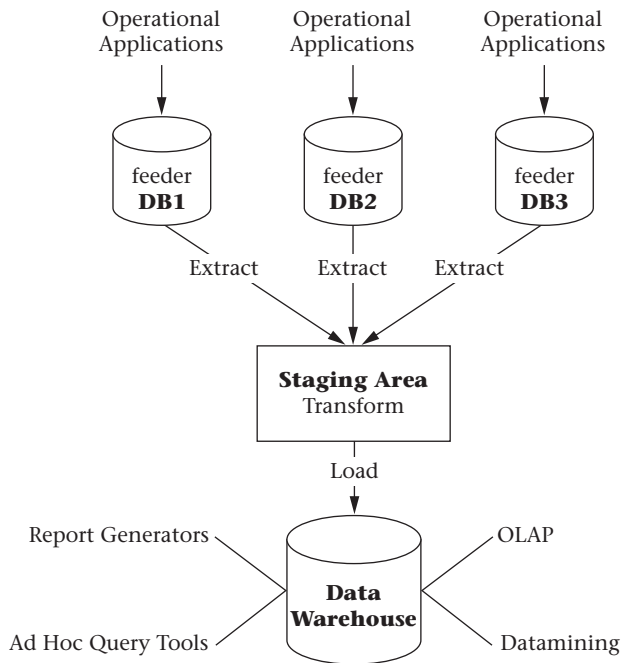 Operational
Applications
Operational
Applications
Operational
Applications
feeder
DB1
feeder
DB2
feeder
DB3
Extract
Extract
Extract
Staging Area
Transform
Load
Report Generators
OLAP
Data
Warehouse
Ad Hoc Query Tools
Datamining